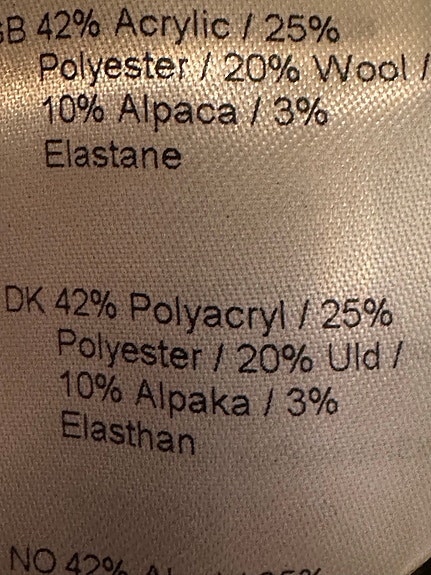 GB 42% Acrylic / 25%
Polyester / 20% Wool /
10% Alpaca / 3%
Elastane
DK 42% Polyacryl / 25%
Polyester / 20% Uld /
10% Alpaka / 3%
Elasthan
NO 42%